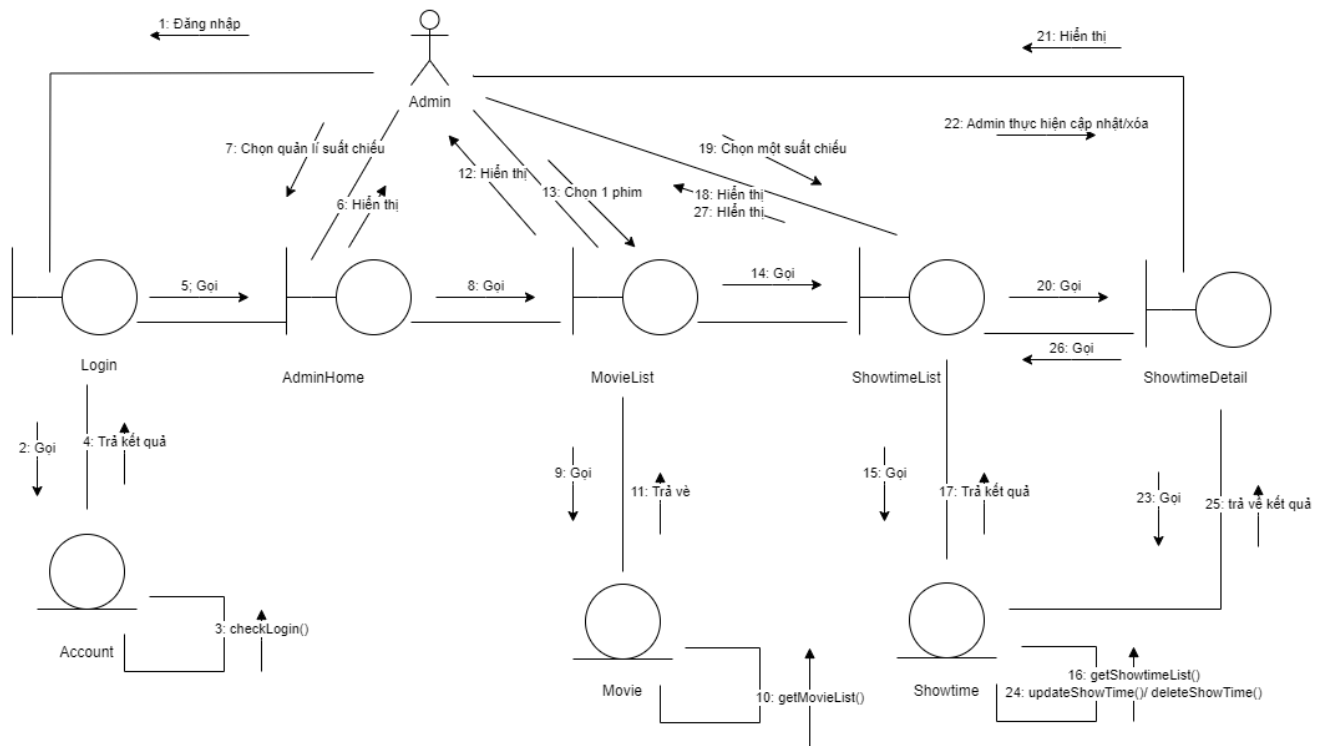 1: Đăng nhập
21: Hiển thị
Admin
22: Admin thực hiện cập nhật/xóa
7: Chọn quản lí suất chiếu
19: Chọn một suất chiếu
12: Hiển thị
13: Chọn 1 phim
18: Hiển thị
6: Hiển thị
27: HIển thị
5; Gọi
8: Gọi
14: Gọi
20: Gọi
26: Gọi
Login
AdminHome
MovieList
ShowtimeList
ShowtimeDetail
2: Gọi
4: Trả kết quả
9: Gọi
11: Trả vè
15: Gọi
17: Trả kết quả
23: Gọi
25: trả về kết quả
3: checkLogin()
Account
Movie
10: getMovieList()
Showtime
16: getShowtimeList()
24: updateShowTime()/ deleteShowTime()